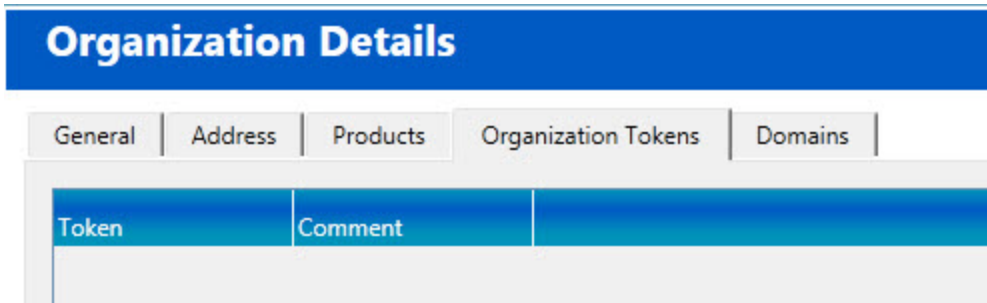 Organization Details
General Address Products Organization Tokens Domains
Token Comment